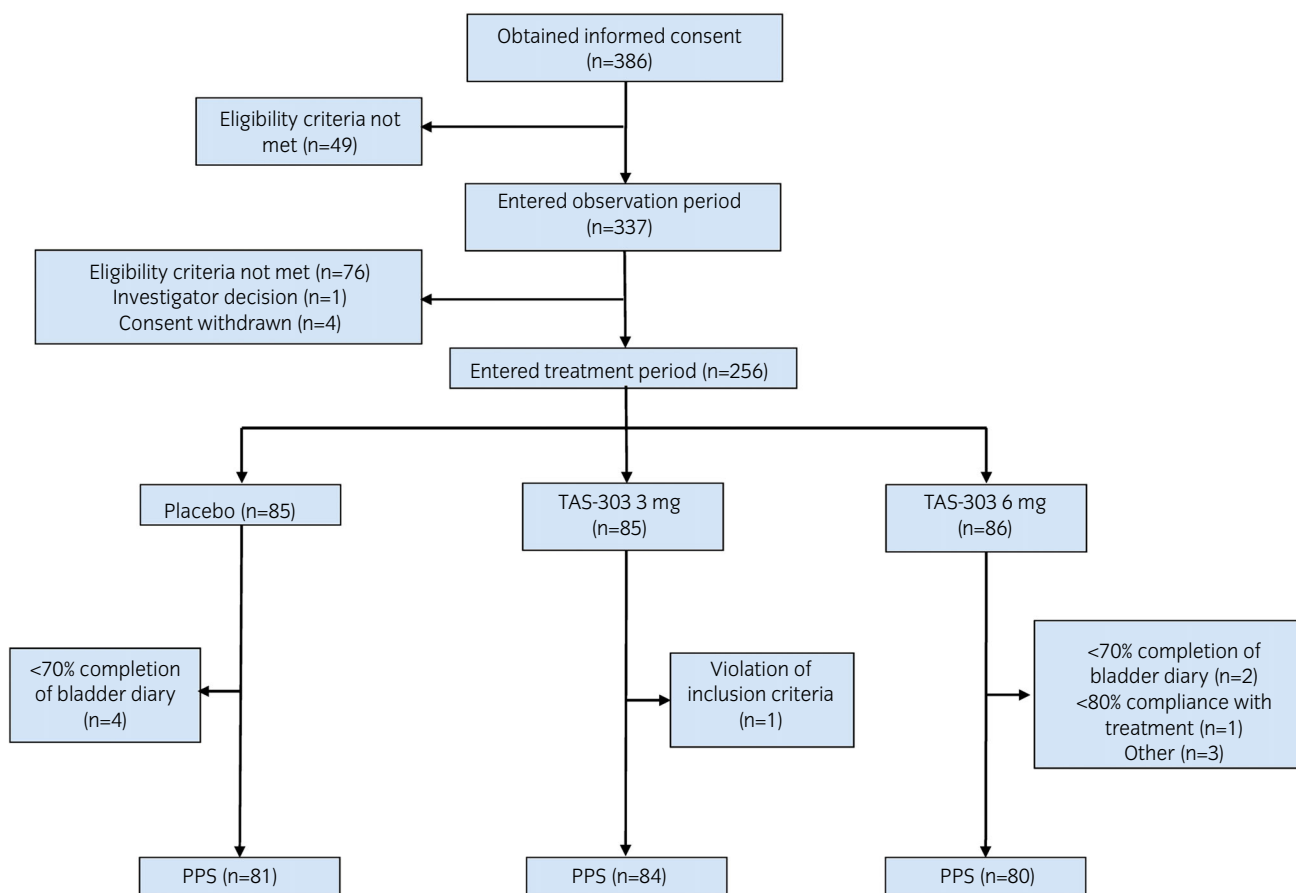 Obtained informed consent
(n=386)
Eligibility criteria not
met (n=49)
Entered observation period
(n=337)
Eligibility criteria not met (n=76)
Investigator decision (n=1)
Consent withdrawn (n=4)
Entered treatment period (n=256)
Placebo (n=85)
TAS-303 3 mg
(n=85)
TAS-303 6 mg
(n=86)
<70% completion
of bladder diary
(n=4)
Violation of
inclusion criteria
(n=1)
<70% completion of
bladder diary (n=2)
<80% compliance with
treatment (n=1)
Other (n=3)
PPS (n=81)
PPS (n=84)
PPS (n=80)